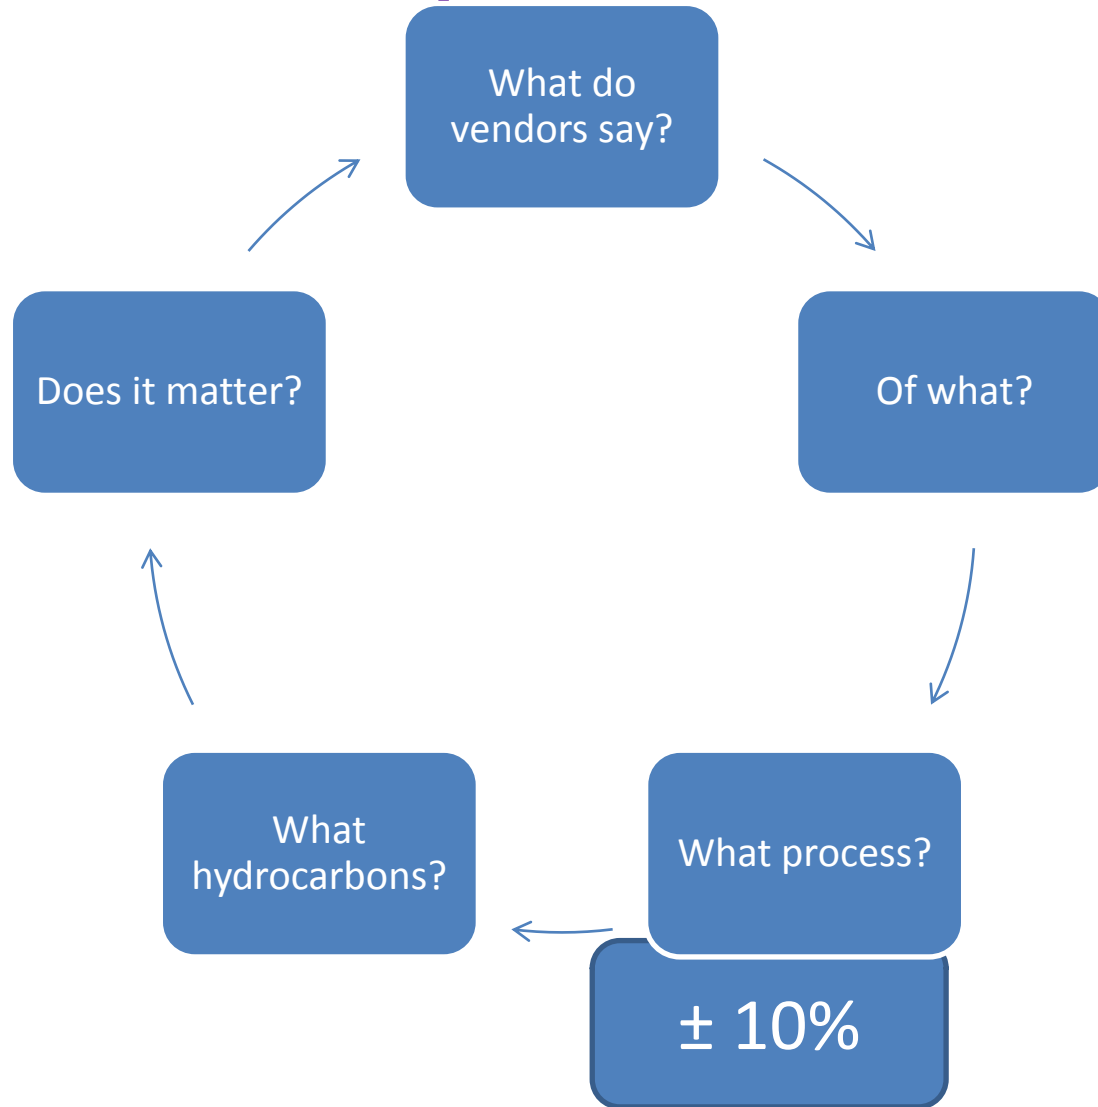 What do
vendors say?
Of what?
What process?
± 10%
What
hydrocarbons?
Does it matter?